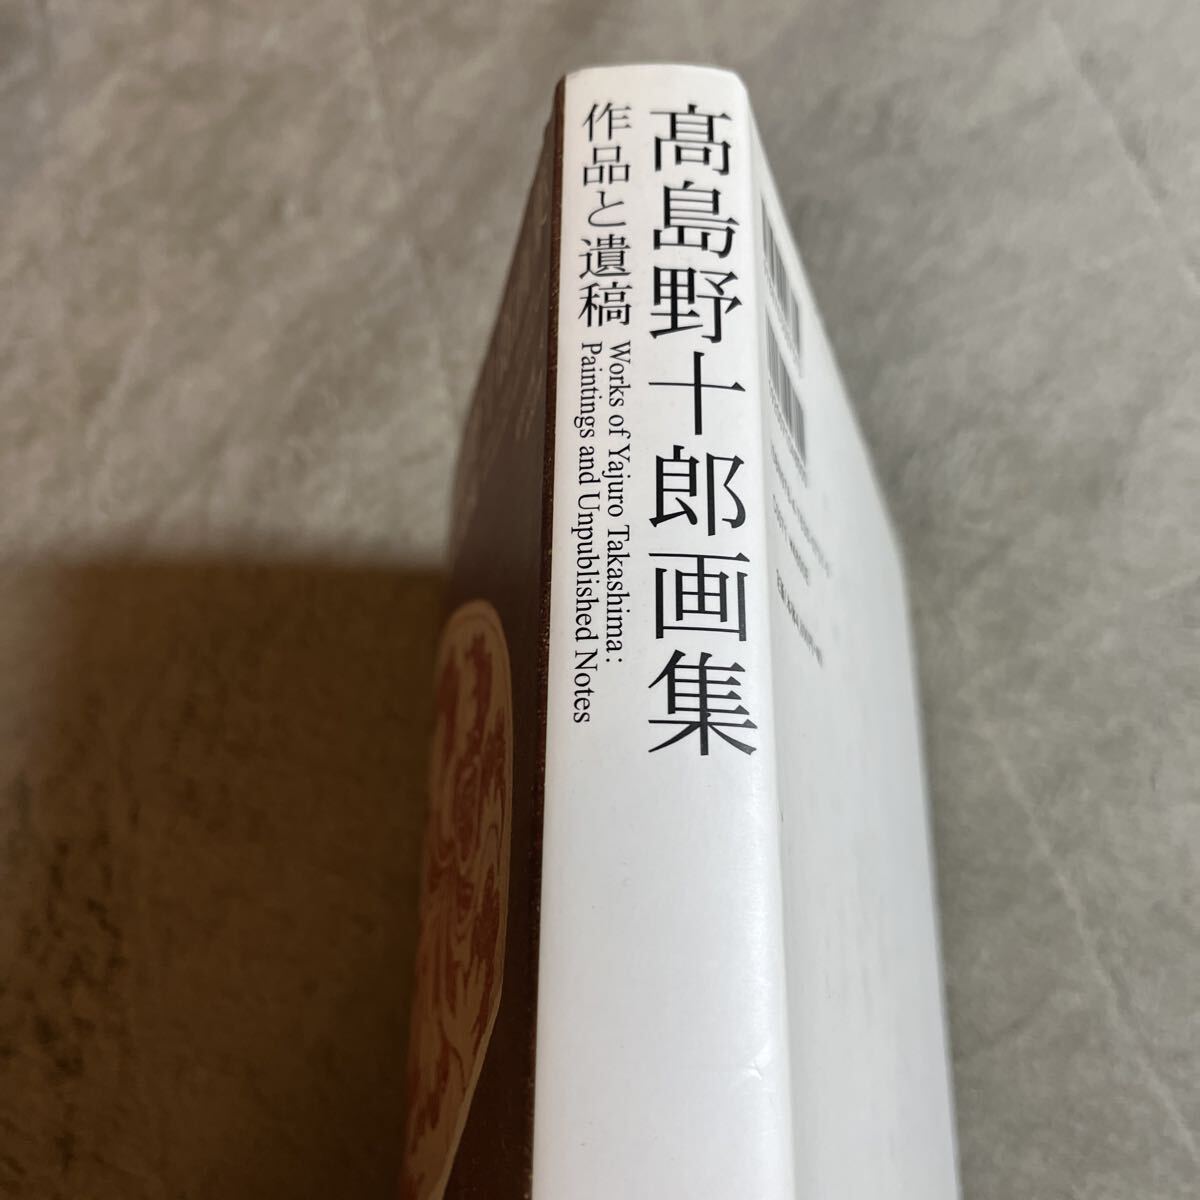 髙島野十郎画集
作品と遺稿
Works of Yajuro Takashima:
Paintings and Unpublished Notes